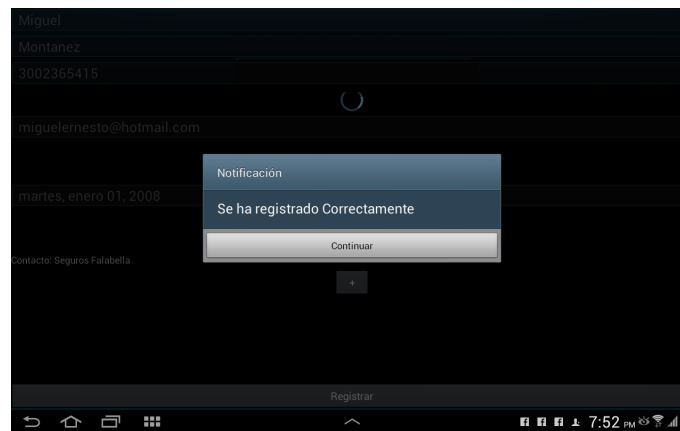 Miguel
Montanez
3002365415
miguelernesto@hotmail.com
Notificación
martes, enero 01, 2008
Se ha registrado Correctamente
Continuar
Contacto: Seguros Falabella
+
Registrar
7:52 PM